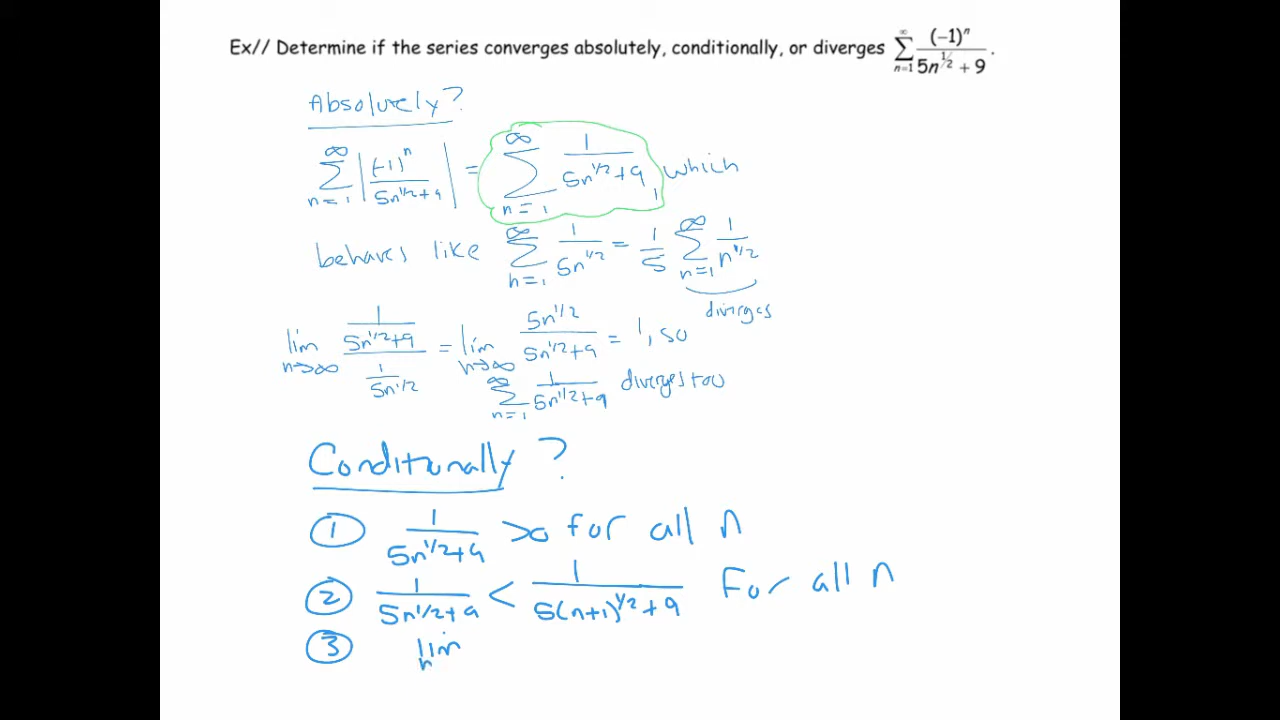 Ex// Determine if the series converges absolutely, conditionally, or diverges ∑_{n=1}^{∞} (-1)^n / (5n^{1/2} + 9).
Absolutely?
∑_{n=1}^{∞} |(-1)^n / (5n^{1/2}+9)| = ∑_{n=1}^{∞} 1/(5n^{1/2}+9), which
behaves like ∑_{n=1}^{∞} 1/(5n^{1/2}) = 1/5 ∑_{n=1}^{∞} 1/n^{1/2}
diverges
lim_{n→∞} (1/(5n^{1/2}+9)) / (1/(5n^{1/2})) = lim_{n→∞} 5n^{1/2}/(5n^{1/2}+9) = 1, so
∑_{n=1}^{∞} 1/(5n^{1/2}+9) diverges too
Conditionally?
① 1/(5n^{1/2}+9) >0 for all n
② 1/(5n^{1/2}+9) < 1/(5(n+1)^{1/2}+9) For all n
③ lim_{n}